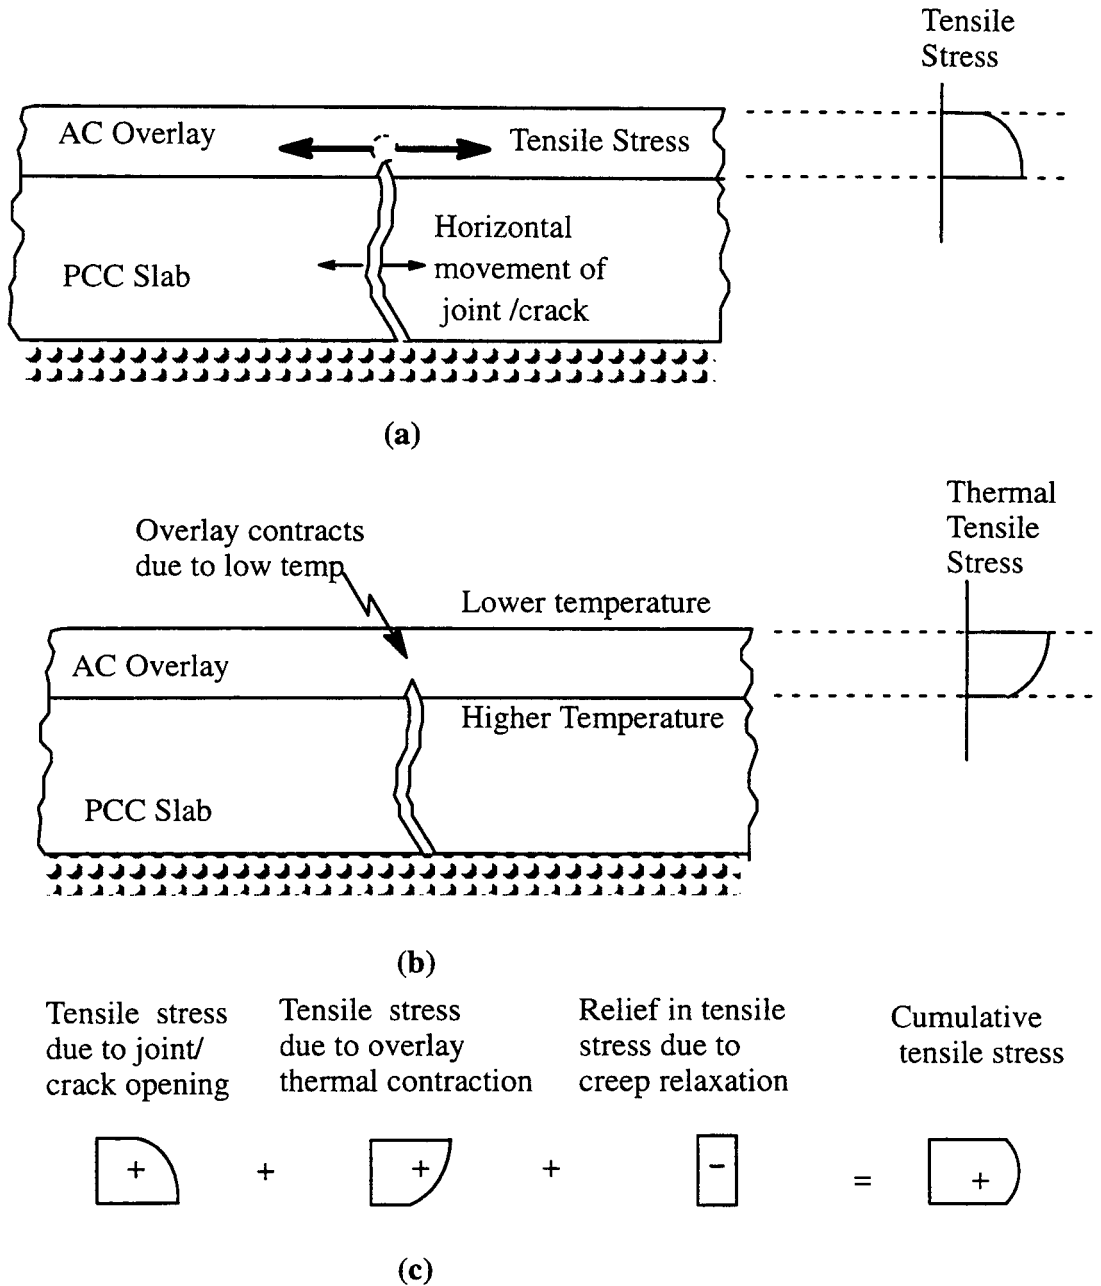 Tensile
Stress
AC Overlay
Tensile Stress
Horizontal
movement of
joint /crack
PCC Slab
(a)
Thermal
Tensile
Stress
Overlay contracts
due to low temp
Lower temperature
AC Overlay
Higher Temperature
PCC Slab
(b)
Tensile stress
due to joint/
crack opening
Tensile stress
due to overlay
thermal contraction
Relief in tensile
stress due to
creep relaxation
Cumulative
tensile stress
+ + + + - = +
(c)